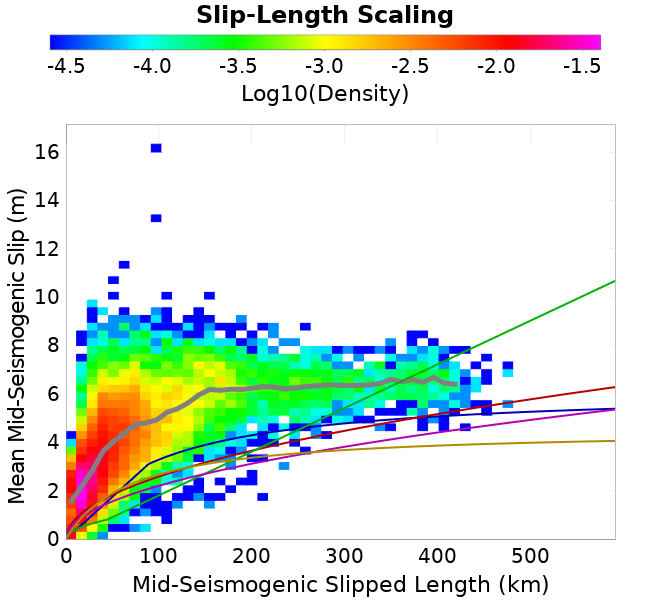 Slip-Length Scaling
-4.5 -4.0 -3.5 -3.0 -2.5 -2.0 -1.5
Log10(Density)
Mean Mid-Seismogenic Slip (m)
16
14
12
10
8
6
4
2
0
0 100 200 300 400 500
Mid-Seismogenic Slipped Length (km)